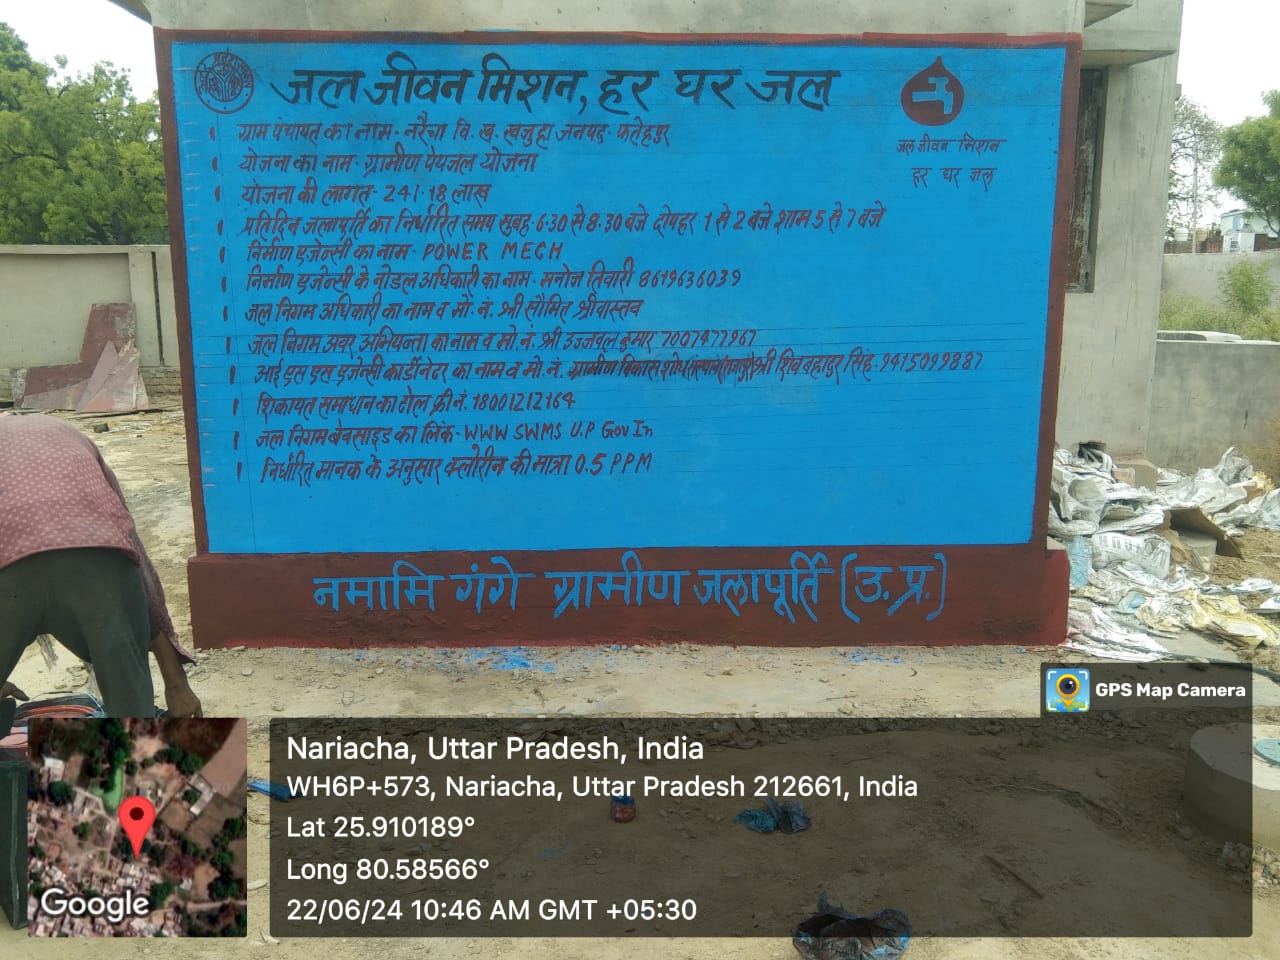 जल जीवन मिशन, हर घर जल
ग्राम पंचायत का नाम- नरैचा वि. ख. खजुहा जनपद- फतेहपुर
योजना का नाम- ग्रामीण पेयजल योजना
योजना की लागत- 241.18 लाख
प्रतिदिन जलापूर्ति का निर्धारित समय सुबह- 6:30 से 8:30 बजे दोपहर 1 से 2 बजे शाम 5 से 7 बजे
निर्माण एजेन्सी का नाम- POWER MECH
निर्माण एजेन्सी के नोडल अधिकारी का नाम- मनोज तिवारी 8619636039
जल निगम अधिकारी का नाम व मो. नं. श्री सौमित्र श्रीवास्तव
जल निगम अवर अभियन्ता का नाम व मो. नं. श्री उज्जवल कुमार 7007477967
आई एस एस एजेन्सी कार्डीनेटर का नाम व मो. नं. ग्रामीण विकास शोध श्री शिव बहादुर सिंह- 9415099887
शिकायत समाधान का टोल फ्री नं. 18001212164
जल निगम बेवसाइड का लिंक- WWW SWMS U.P Gov In
निर्धारित मानक के अनुसार क्लोरीन की मात्रा 0.5 PPM
जल जीवन मिशन
हर घर जल
नमामि गंगे ग्रामीण जलापूर्ति (उ. प्र.)
GPS Map Camera
Nariacha, Uttar Pradesh, India
WH6P+573, Nariacha, Uttar Pradesh 212661, India
Lat 25.910189°
Long 80.58566°
22/06/24 10:46 AM GMT +05:30
Google